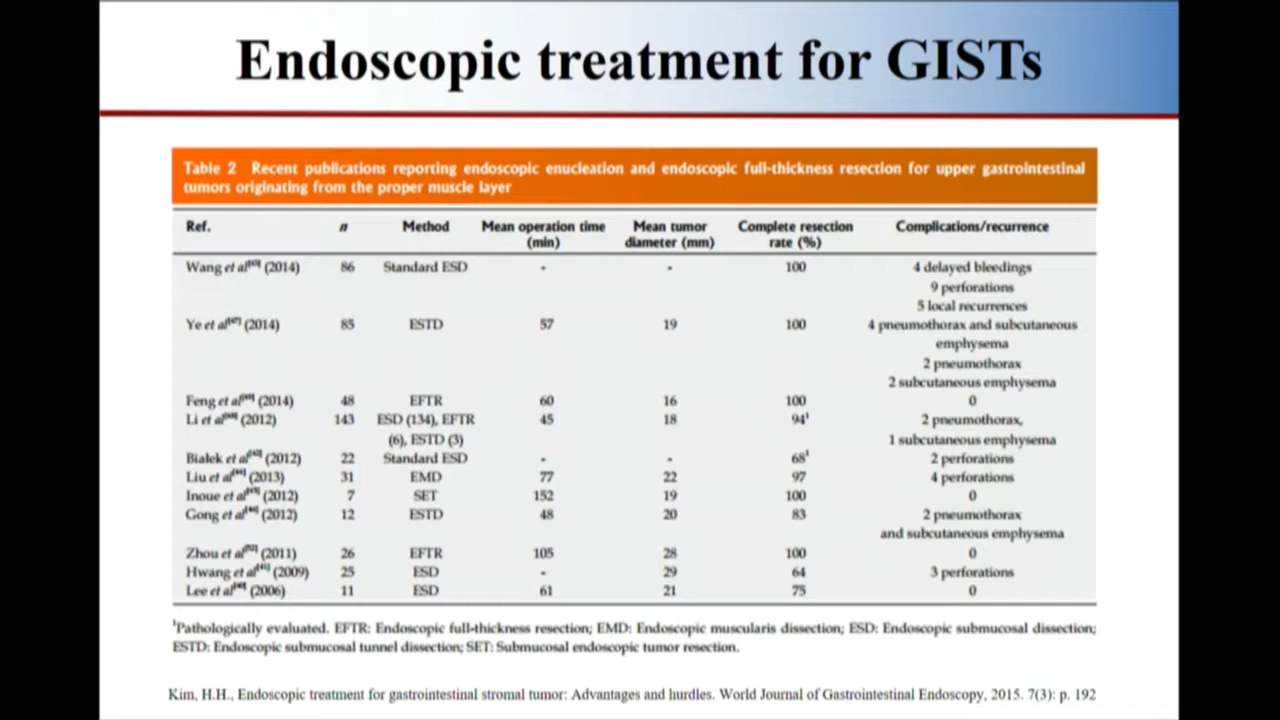 Endoscopic treatment for GISTs
Table 2 Recent publications reporting endoscopic enucleation and endoscopic full-thickness resection for upper gastrointestinal
tumors originating from the proper muscle layer
Ref. n Method Mean operation time Mean tumor Complete resection Complications/recurrence
(min) diameter (mm) rate (%)
Wang et al (2014) 86 Standard ESD - - 100 4 delayed bleedings
9 perforations
5 local recurrences
Ye et al (2014) 85 ESTD 57 19 100 4 pneumothorax and subcutaneous
emphysema
2 pneumothorax
2 subcutaneous emphysema
Feng et al (2014) 48 EFTR 60 16 100 0
Li et al (2012) 143 ESD (134), EFTR 45 18 94¹ 2 pneumothorax,
(6), ESTD (3) 1 subcutaneous emphysema
Białek et al (2012) 22 Standard ESD - - 68¹ 2 perforations
Liu et al (2013) 31 EMD 77 22 97 4 perforations
Inoue et al (2012) 7 SET 152 19 100 0
Gong et al (2012) 12 ESTD 48 20 83 2 pneumothorax
and subcutaneous emphysema
Zhou et al (2011) 26 EFTR 105 28 100 0
Hwang et al (2009) 25 ESD - 29 64 3 perforations
Lee et al (2006) 11 ESD 61 21 75 0
¹Pathologically evaluated. EFTR: Endoscopic full-thickness resection; EMD: Endoscopic muscularis dissection; ESD: Endoscopic submucosal dissection;
ESTD: Endoscopic submucosal tunnel dissection; SET: Submucosal endoscopic tumor resection.
Kim, H.H., Endoscopic treatment for gastrointestinal stromal tumor: Advantages and hurdles. World Journal of Gastrointestinal Endoscopy, 2015. 7(3): p. 192